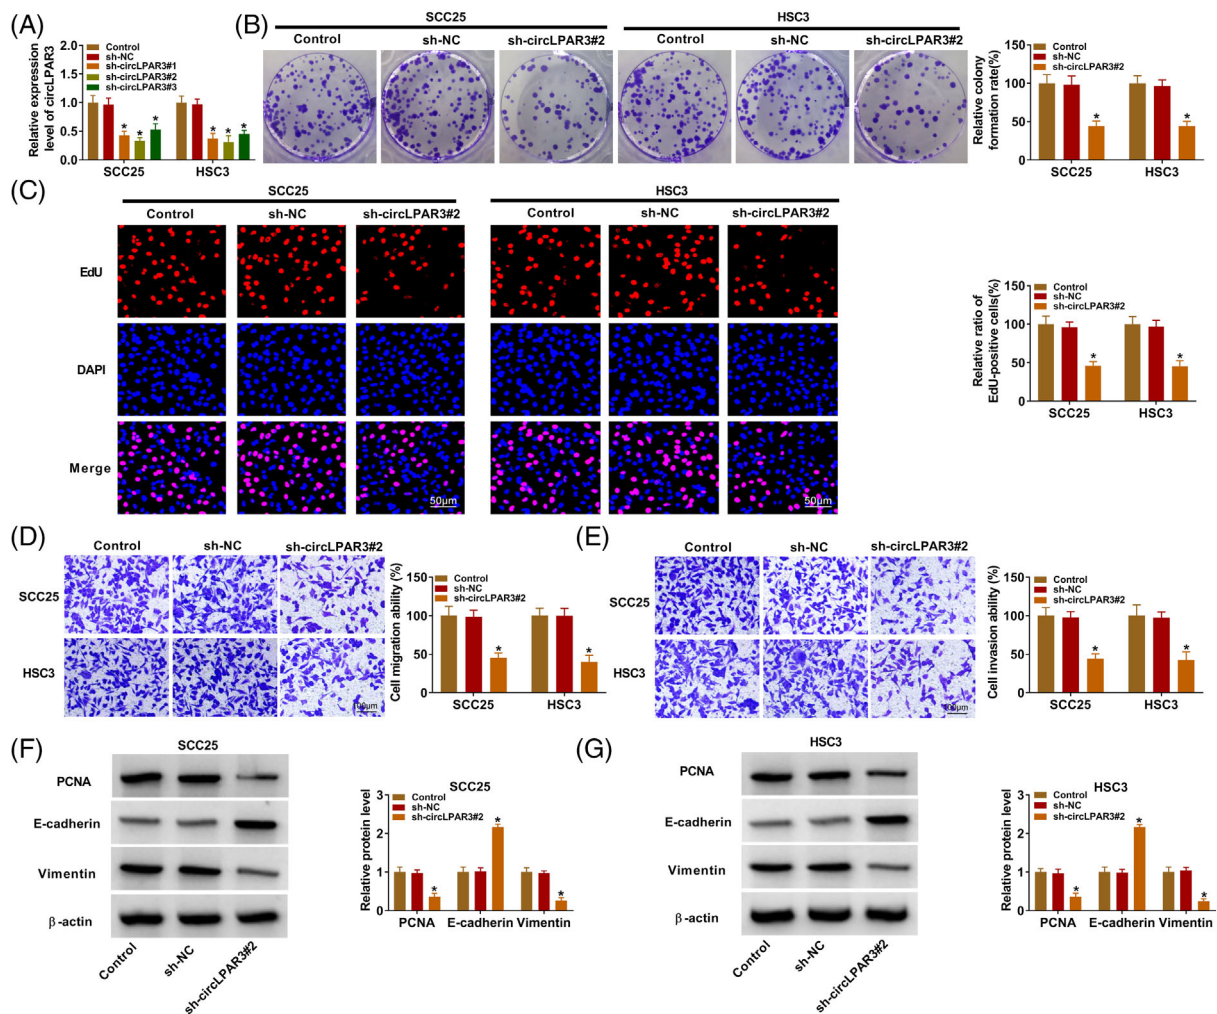 (A)
Relative expression
level of circLPAR3
2.0
1.5
1.0
0.5
0.0
Control
sh-NC
sh-circLPAR3#1
sh-circLPAR3#2
sh-circLPAR3#3
* * * * * *
SCC25 HSC3
(B)
SCC25 HSC3
Control sh-NC sh-circLPAR3#2 Control sh-NC sh-circLPAR3#2
Relative colony
formation rate(%)
150
100
50
0
Control
sh-NC
sh-circLPAR3#2
* *
SCC25 HSC3
(C)
SCC25 HSC3
Control sh-NC sh-circLPAR3#2 Control sh-NC sh-circLPAR3#2
EdU
DAPI
Merge
50μm 50μm
Relative ratio of
EdU-positive cells(%)
150
100
50
0
Control
sh-NC
sh-circLPAR3#2
* *
SCC25 HSC3
(D)
Control sh-NC sh-circLPAR3#2
SCC25
HSC3
100μm
Cell migration ability (%)
150
100
50
0
Control
sh-NC
sh-circLPAR3#2
* *
SCC25 HSC3
(E)
Control sh-NC sh-circLPAR3#2
SCC25
HSC3
100μm
Cell invasion ability (%)
150
100
50
0
Control
sh-NC
sh-circLPAR3#2
* *
SCC25 HSC3
(F)
SCC25
PCNA
E-cadherin
Vimentin
β-actin
Control sh-NC sh-circLPAR3#2
SCC25
Relative protein level
3
2
1
0
Control
sh-NC
sh-circLPAR3#2
* * *
PCNA E-cadherin Vimentin
(G)
HSC3
PCNA
E-cadherin
Vimentin
β-actin
Control sh-NC sh-circLPAR3#2
HSC3
Relative protein level
3
2
1
0
Control
sh-NC
sh-circLPAR3#2
* * *
PCNA E-cadherin Vimentin